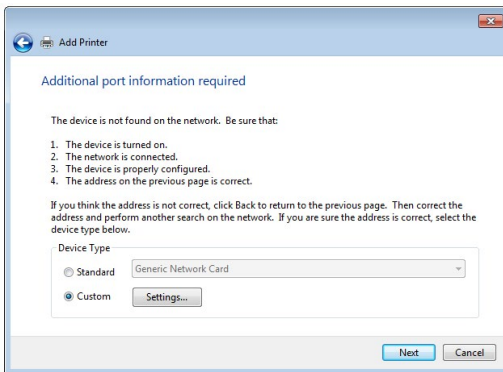 Add Printer
Additional port information required
The device is not found on the network. Be sure that:
1. The device is turned on.
2. The network is connected.
3. The device is properly configured.
4. The address on the previous page is correct.
If you think the address is not correct, click Back to return to the previous page. Then correct the
address and perform another search on the network. If you are sure the address is correct, select the
device type below.
Device Type
Standard Generic Network Card
Custom Settings...
Next Cancel